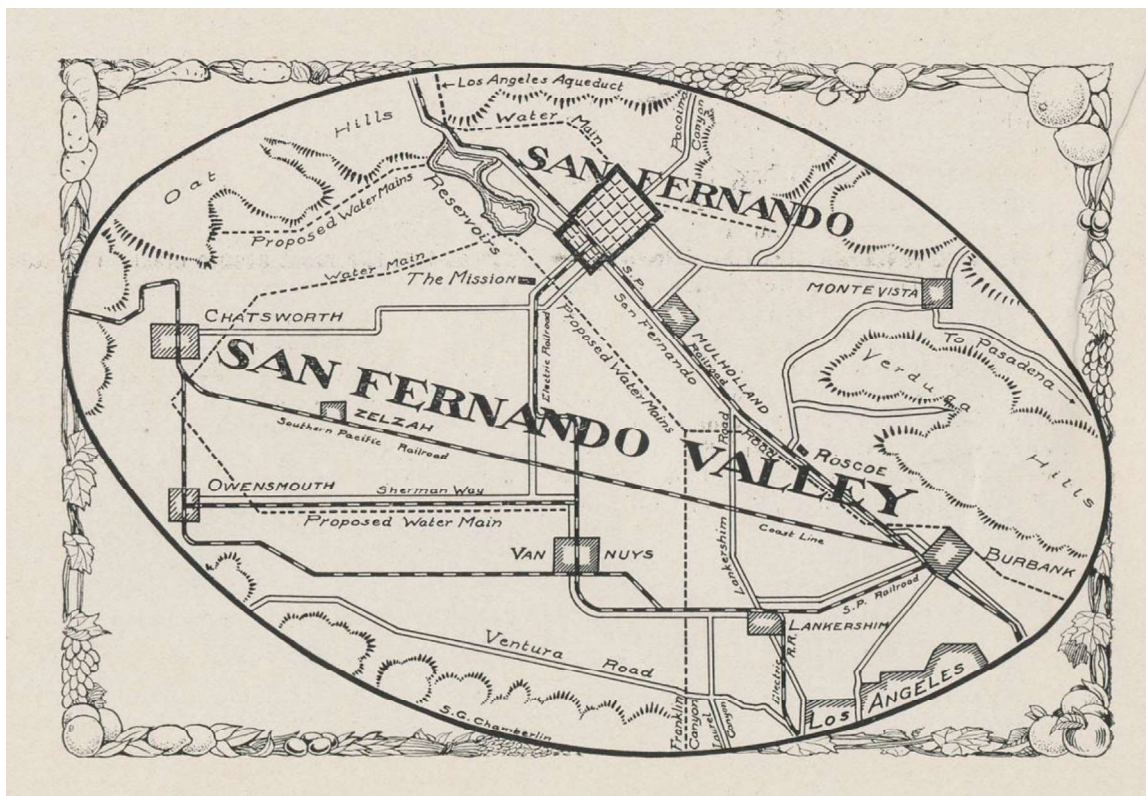 Los Angeles Aqueduct
Water Main
Pacoima
Canyon
Oat Hills
SAN FERNANDO
Reservoirs
Proposed Water Mains
Water Main
The Mission
S.P.
San Fernando
Railroad
Road
MONTEVISTA
To Pasadena
CHATSWORTH
Electric Railroad
Proposed Water Mains
MULHOLLAND
Verdugo Hills
SAN FERNANDO VALLEY
ZELZAH
Southern Pacific Railroad
Road
ROSCOE
OWENSMOUTH
Sherman Way
Proposed Water Main
Coast Line
Lankershim
VAN NUYS
BURBANK
S.P. Railroad
LANKERSHIM
Electric
R.R.
Ventura Road
LOS ANGELES
Franklin
Canyon
Laurel
Canyon
S.G. Chamberlin